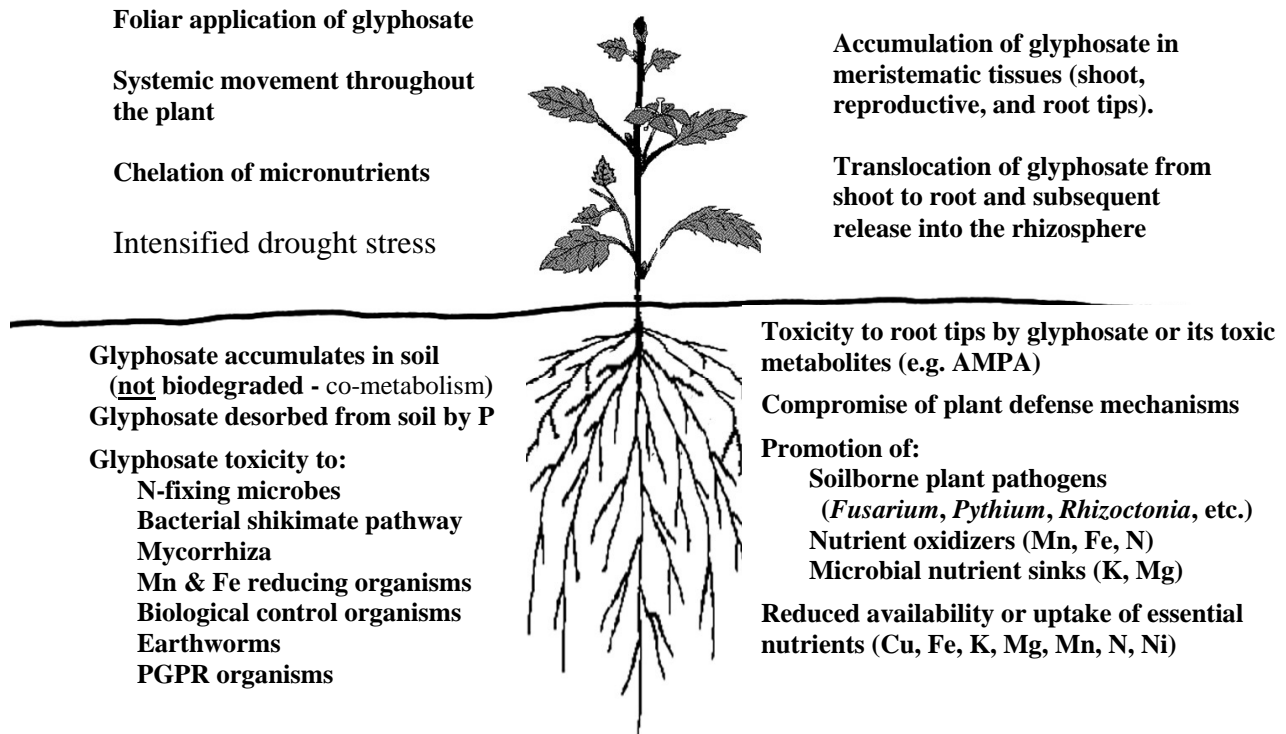 Foliar application of glyphosate
Systemic movement throughout
the plant
Chelation of micronutrients
Intensified drought stress
Accumulation of glyphosate in
meristematic tissues (shoot,
reproductive, and root tips).
Translocation of glyphosate from
shoot to root and subsequent
release into the rhizosphere
Glyphosate accumulates in soil
(not biodegraded - co-metabolism)
Glyphosate desorbed from soil by P
Glyphosate toxicity to:
N-fixing microbes
Bacterial shikimate pathway
Mycorrhiza
Mn & Fe reducing organisms
Biological control organisms
Earthworms
PGPR organisms
Toxicity to root tips by glyphosate or its toxic
metabolites (e.g. AMPA)
Compromise of plant defense mechanisms
Promotion of:
Soilborne plant pathogens
(Fusarium, Pythium, Rhizoctonia, etc.)
Nutrient oxidizers (Mn, Fe, N)
Microbial nutrient sinks (K, Mg)
Reduced availability or uptake of essential
nutrients (Cu, Fe, K, Mg, Mn, N, Ni)